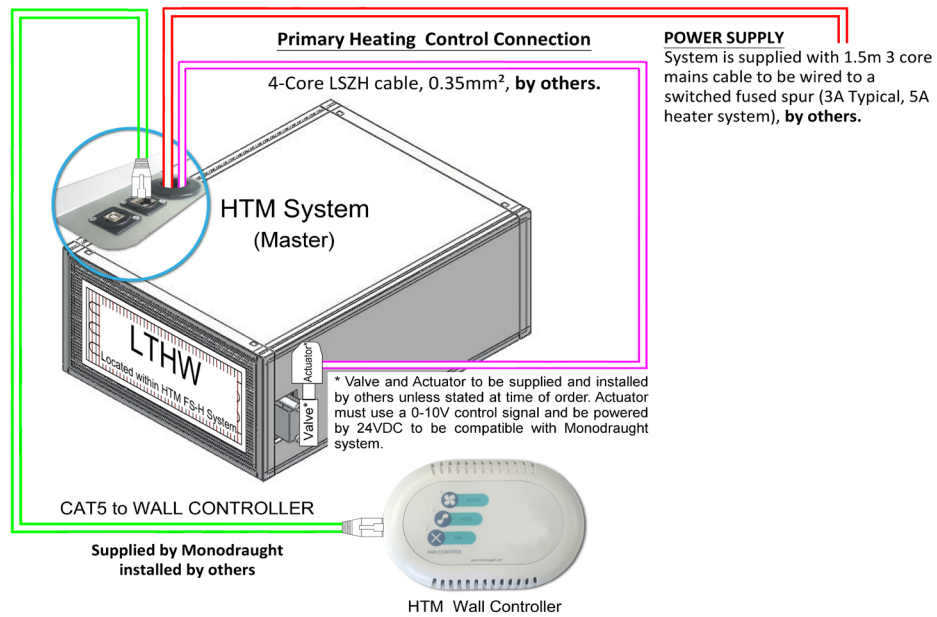 Primary Heating Control Connection
4-Core LSZH cable, 0.35mm², by others.
POWER SUPPLY
System is supplied with 1.5m 3 core
mains cable to be wired to a
switched fused spur (3A Typical, 5A
heater system), by others.
HTM System
(Master)
LTHW
Located within HTM FS-H System
Actuator*
Valve*
* Valve and Actuator to be supplied and installed
by others unless stated at time of order. Actuator
must use a 0-10V control signal and be powered
by 24VDC to be compatible with Monodraught
system.
CAT5 to WALL CONTROLLER
Supplied by Monodraught
installed by others
FAN CONTROL
HTM Wall Controller